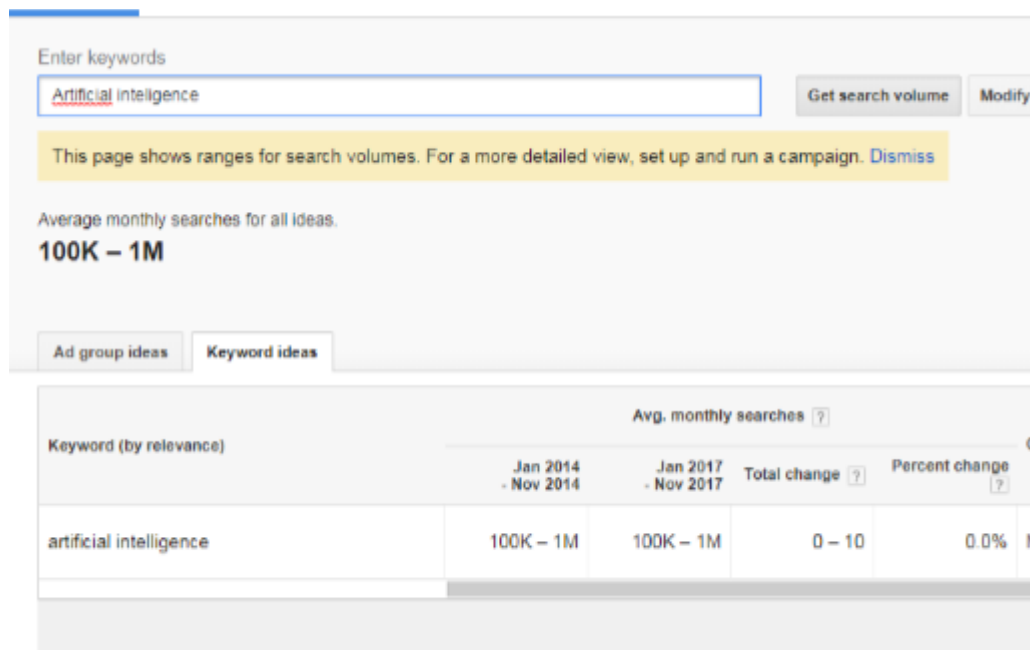 Enter keywords
Artificial inteligence
Get search volume
Modify
This page shows ranges for search volumes. For a more detailed view, set up and run a campaign. Dismiss
Average monthly searches for all ideas.
100K – 1M
Ad group ideas
Keyword ideas
Avg. monthly searches ?
Keyword (by relevance)
Jan 2014
- Nov 2014
Jan 2017
- Nov 2017
Total change ?
Percent change
?
artificial intelligence
100K – 1M
100K – 1M
0 – 10
0.0%